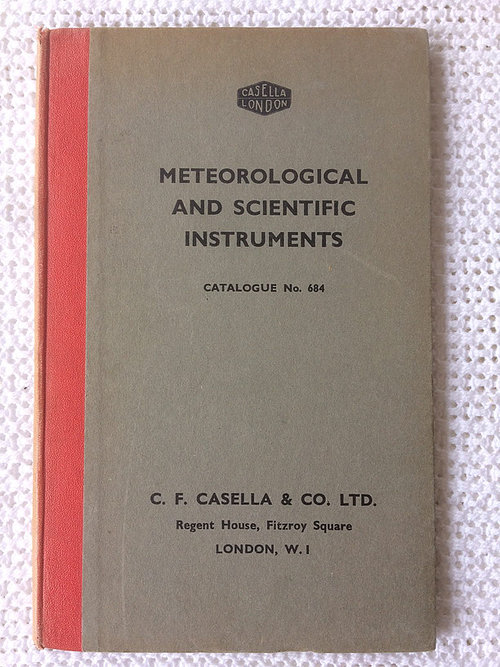 CASELLA
LONDON
METEOROLOGICAL
AND SCIENTIFIC
INSTRUMENTS
CATALOGUE No. 684
C. F. CASELLA & CO. LTD.
Regent House, Fitzroy Square
LONDON, W.1